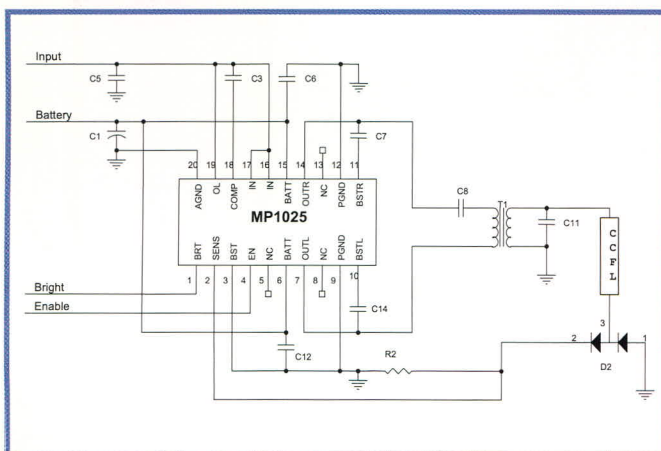 Input
C5
C3
C6
Battery
C1
C7
20 19 18 17 16 15 14 13 12 11
AGND OL COMP IN IN BATT OUTR NC PGND BSTR
MP1025
BRT SENS BST EN NC BATT OUTL NC PGND BSTL
1 2 3 4 5 6 7 8 9 10
C8
T1
C11
CCFL
Bright
Enable
C14
C12
R2
2 3 1
D2